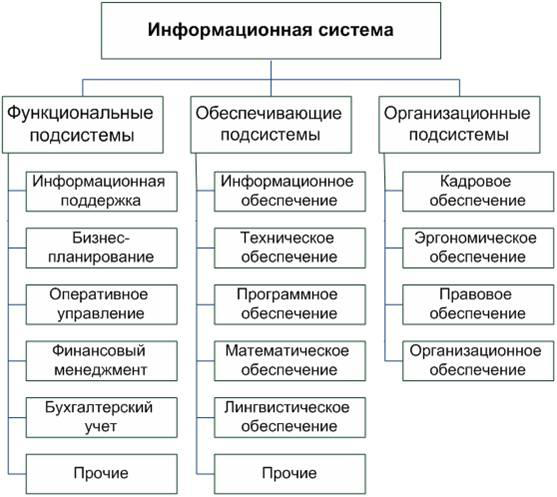 Информационная система
Функциональные
подсистемы
Информационная
поддержка
Бизнес-
планирование
Оперативное
управление
Финансовый
менеджмент
Бухгалтерский
учет
Прочие
Обеспечивающие
подсистемы
Информационное
обеспечение
Техническое
обеспечение
Программное
обеспечение
Математическое
обеспечение
Лингвистическое
обеспечение
Прочие
Организационные
подсистемы
Кадровое
обеспечение
Эргономическое
обеспечение
Правовое
обеспечение
Организационное
обеспечение